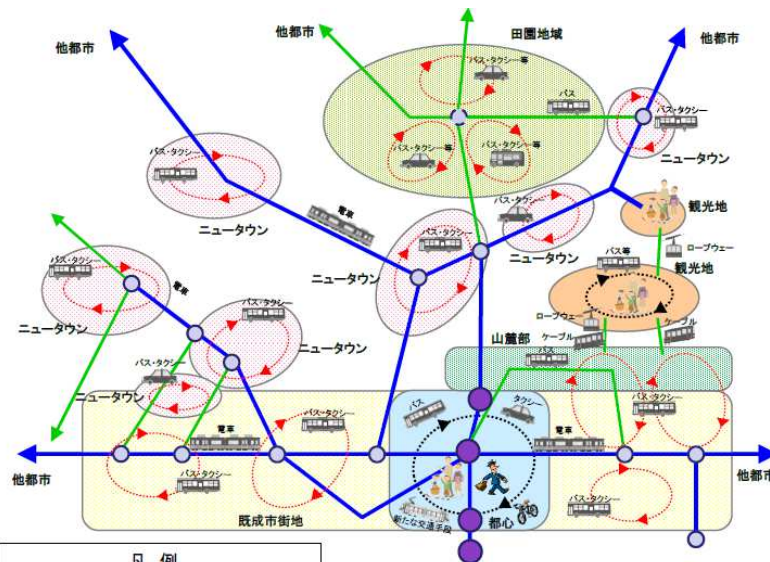 他都市
他都市
田園地域
他都市
バス・タクシー等
バス
バス・タクシー
バス・タクシー等
バス・タクシー等
ニュータウン
バス・タクシー
ニュータウン
電車
バス・タクシー
ニュータウン
バス・タクシー
ニュータウン
観光地
ロープウェー
バス等
観光地
バス・タクシー
電車
ニュータウン
バス・タクシー
ニュータウン
ロープウェー
ケーブル
ケーブル
山麓部
バス
バス・タクシー
ニュータウン
バス・タクシー
電車
バス
タクシー
電車
バス・タクシー
他都市
バス・タクシー
バス・タクシー
他都市
既成市街地
新たな交通手段
都心
凡 例